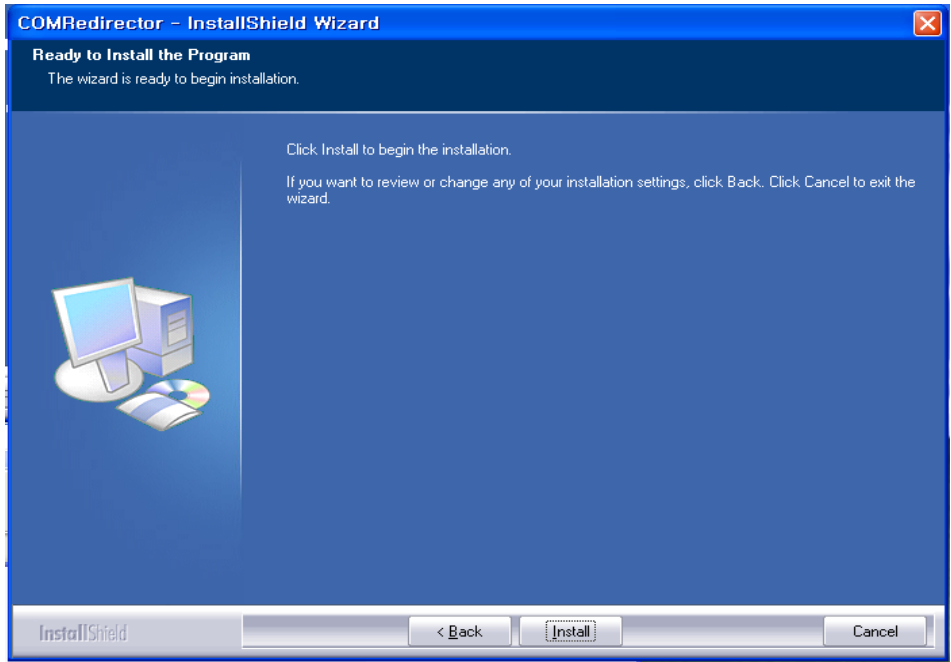 COMRedirector - InstallShield Wizard
Ready to Install the Program
The wizard is ready to begin installation.
Click Install to begin the installation.
If you want to review or change any of your installation settings, click Back. Click Cancel to exit the
wizard.
InstallShield
< Back
Install
Cancel